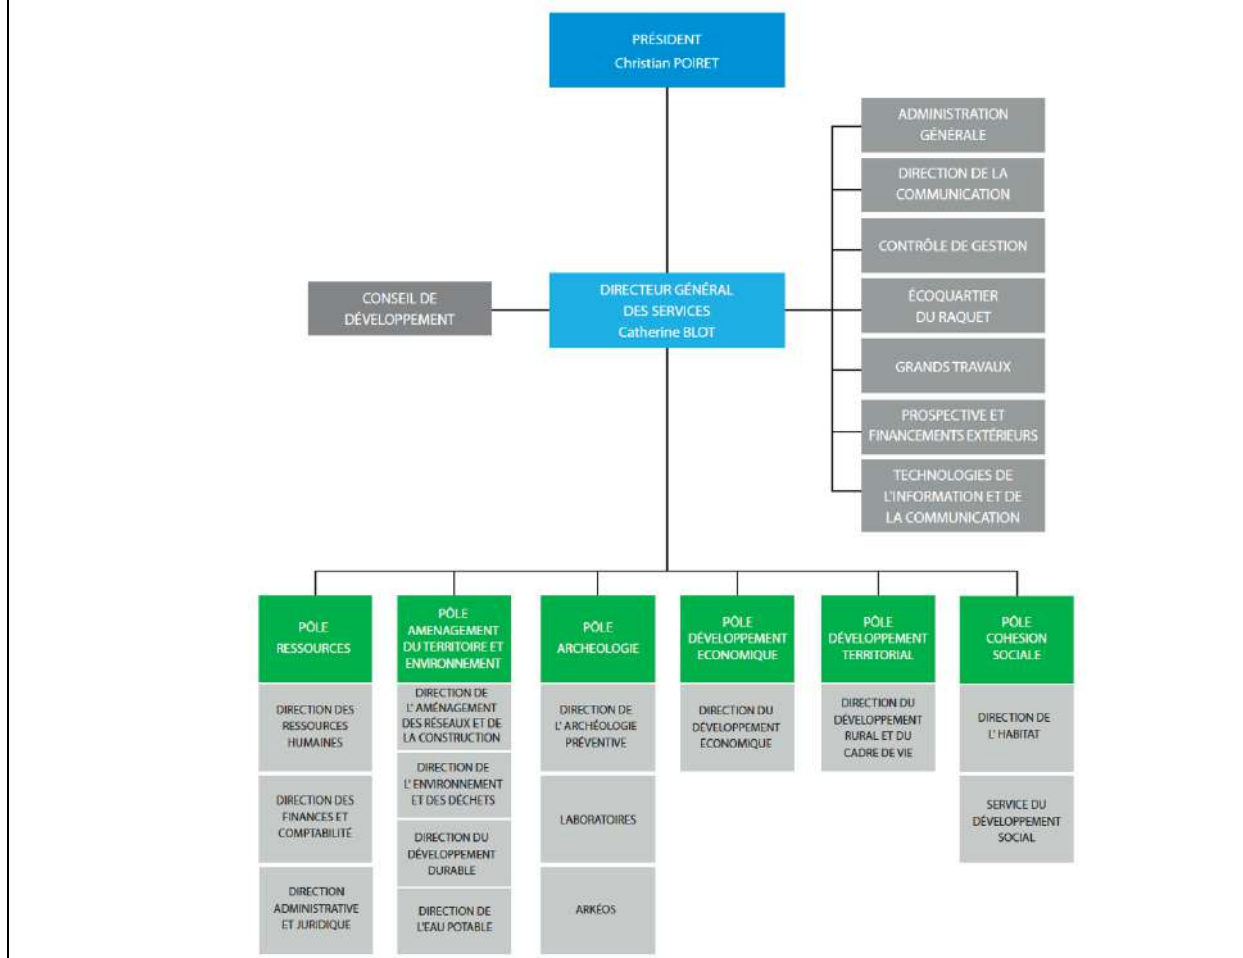 PRÉSIDENT
Christian POIRET
ADMINISTRATION
GÉNÉRALE
DIRECTION DE LA
COMMUNICATION
CONTRÔLE DE GESTION
CONSEIL DE
DÉVELOPPEMENT
DIRECTEUR GÉNÉRAL
DES SERVICES
Catherine BLOT
ÉCOQUARTIER
DU RAQUET
GRANDS TRAVAUX
PROSPECTIVE ET
FINANCEMENTS EXTÉRIEURS
TECHNOLOGIES DE
L'INFORMATION ET DE
LA COMMUNICATION
PÔLE
RESSOURCES
DIRECTION DES
RESSOURCES
HUMAINES
DIRECTION DES
FINANCES ET
COMPTABILITÉ
DIRECTION
ADMINISTRATIVE
ET JURIDIQUE
PÔLE
AMENAGEMENT
DU TERRITOIRE ET
ENVIRONNEMENT
DIRECTION DE
L' AMÉNAGEMENT
DES RÉSEAUX ET DE
LA CONSTRUCTION
DIRECTION DE
L' ENVIRONNEMENT
ET DES DÉCHETS
DIRECTION DU
DÉVELOPPEMENT
DURABLE
DIRECTION DE
L'EAU POTABLE
PÔLE
ARCHEOLOGIE
DIRECTION DE
L' ARCHÉOLOGIE
PRÉVENTIVE
LABORATOIRES
ARKÉOS
PÔLE
DÉVELOPPEMENT
ECONOMIQUE
DIRECTION DU
DÉVELOPPEMENT
ÉCONOMIQUE
PÔLE
DÉVELOPPEMENT
TERRITORIAL
DIRECTION DU
DÉVELOPPEMENT
RURAL ET DU
CADRE DE VIE
PÔLE
COHESION
SOCIALE
DIRECTION DE
L' HABITAT
SERVICE DU
DÉVELOPPEMENT
SOCIAL